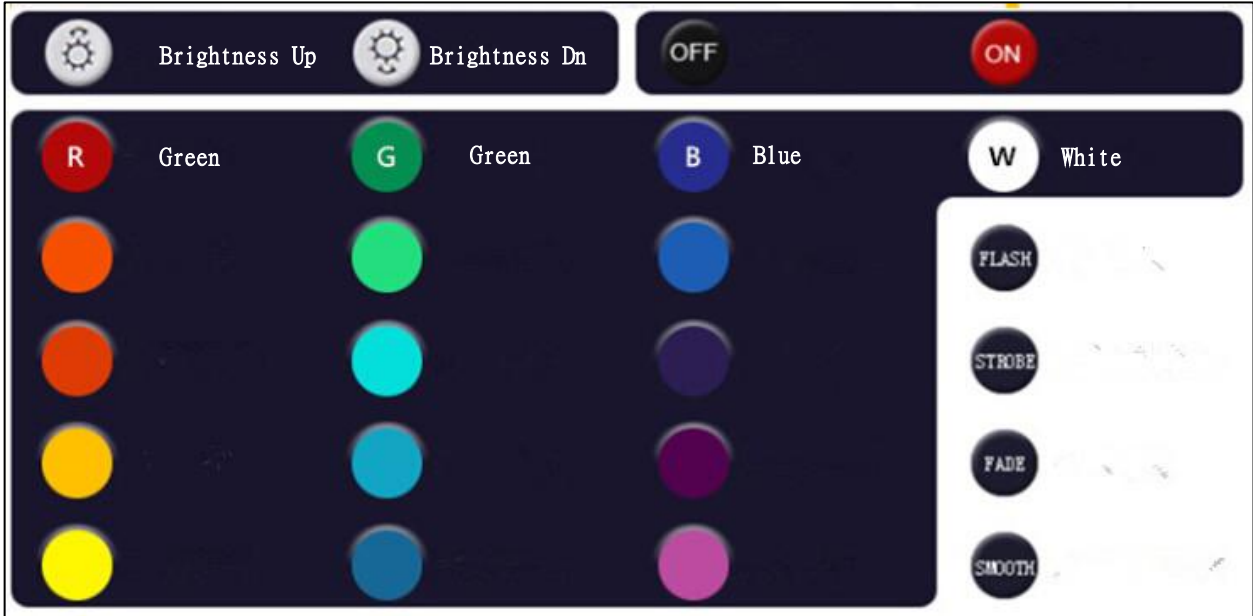 Brightness Up Brightness Dn OFF ON
R Green G Green B Blue W White
FLASH
STROBE
FADE
SMOOTH